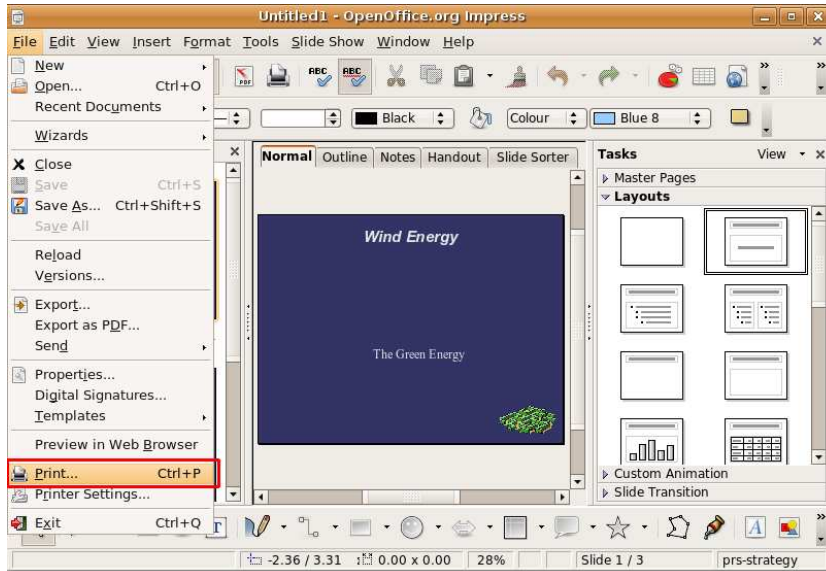 Untitled1 - OpenOffice.org Impress
File Edit View Insert Format Tools Slide Show Window Help
New
Open... Ctrl+O
Recent Documents
Wizards
Close
Save Ctrl+S
Save As... Ctrl+Shift+S
Save All
Reload
Versions...
Export...
Export as PDF...
Send
Properties...
Digital Signatures...
Templates
Preview in Web Browser
Print... Ctrl+P
Printer Settings...
Exit Ctrl+Q
PDF ABC ABC
Black Colour Blue 8
Normal Outline Notes Handout Slide Sorter
Wind Energy
The Green Energy
Tasks View
Master Pages
Layouts
Custom Animation
Slide Transition
T A
-2.36 / 3.31 0.00 x 0.00 28% Slide 1 / 3 prs-strategy